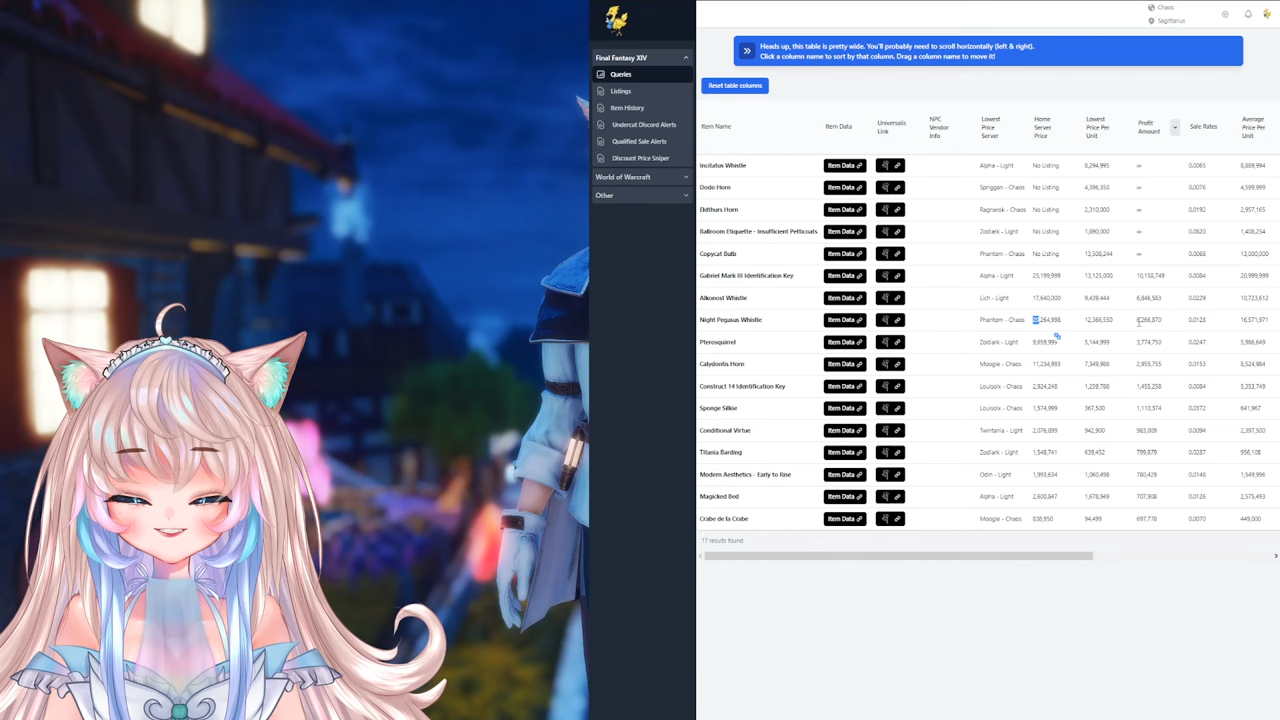 Chaos
Sagittarius
Final Fantasy XIV
Queries
Listings
Item History
Undercut Discord Alerts
Qualified Sale Alerts
Discount Price Sniper
World of Warcraft
Other
Heads up, this table is pretty wide. You'll probably need to scroll horizontally (left & right).
Click a column name to sort by that column. Drag a column name to move it!
Reset table columns
Item Name Item Data Universalis Link NPC Vendor Info Lowest Price Server Home Server Price Lowest Price Per Unit Profit Amount Sale Rates Average Price Per Unit
Incitatus Whistle Item Data Alpha - Light No Listing 8,294,995 ∞ 0.0065 8,889,994
Dodo Horn Item Data Spriggan - Chaos No Listing 4,396,350 ∞ 0.0076 4,599,999
Eldthurs Horn Item Data Ragnarok - Chaos No Listing 2,310,000 ∞ 0.0192 2,957,165
Ballroom Etiquette - Insufficient Petticoats Item Data Zodiark - Light No Listing 1,890,000 ∞ 0.0820 1,408,254
Copycat Bulb Item Data Phantom - Chaos No Listing 13,508,244 ∞ 0.0068 13,000,000
Gabriel Mark III Identification Key Item Data Alpha - Light 25,199,999 13,125,000 10,158,749 0.0084 20,999,999
Alkonost Whistle Item Data Lich - Light 17,640,000 9,439,444 6,846,583 0.0229 10,723,612
Night Pegasus Whistle Item Data Phantom - Chaos ,264,998 12,366,550 ,266,870 0.0128 16,571,971
Pterosquirrel Item Data Zodiark - Light 9,659,999 5,144,999 3,774,750 0.0247 5,986,649
Calydontis Horn Item Data Moogle - Chaos 11,234,993 7,349,988 2,955,755 0.0153 8,524,984
Construct 14 Identification Key Item Data Louisoix - Chaos 2,924,248 1,239,788 1,455,258 0.0084 5,353,749
Sponge Silkie Item Data Louisoix - Chaos 1,574,999 367,500 1,110,374 0.0372 641,967
Conditional Virtue Item Data Twintania - Light 2,076,899 942,900 983,009 0.0094 2,397,500
Titania Barding Item Data Zodiark - Light 1,548,741 639,452 799,879 0.0287 956,108
Modern Aesthetics - Early to Rise Item Data Odin - Light 1,993,634 1,060,498 780,429 0.0148 1,549,996
Magicked Bed Item Data Alpha - Light 2,600,847 1,678,949 707,908 0.0126 2,575,493
Crabe de la Crabe Item Data Moogle - Chaos 838,950 94,499 697,778 0.0070 449,000
17 results found